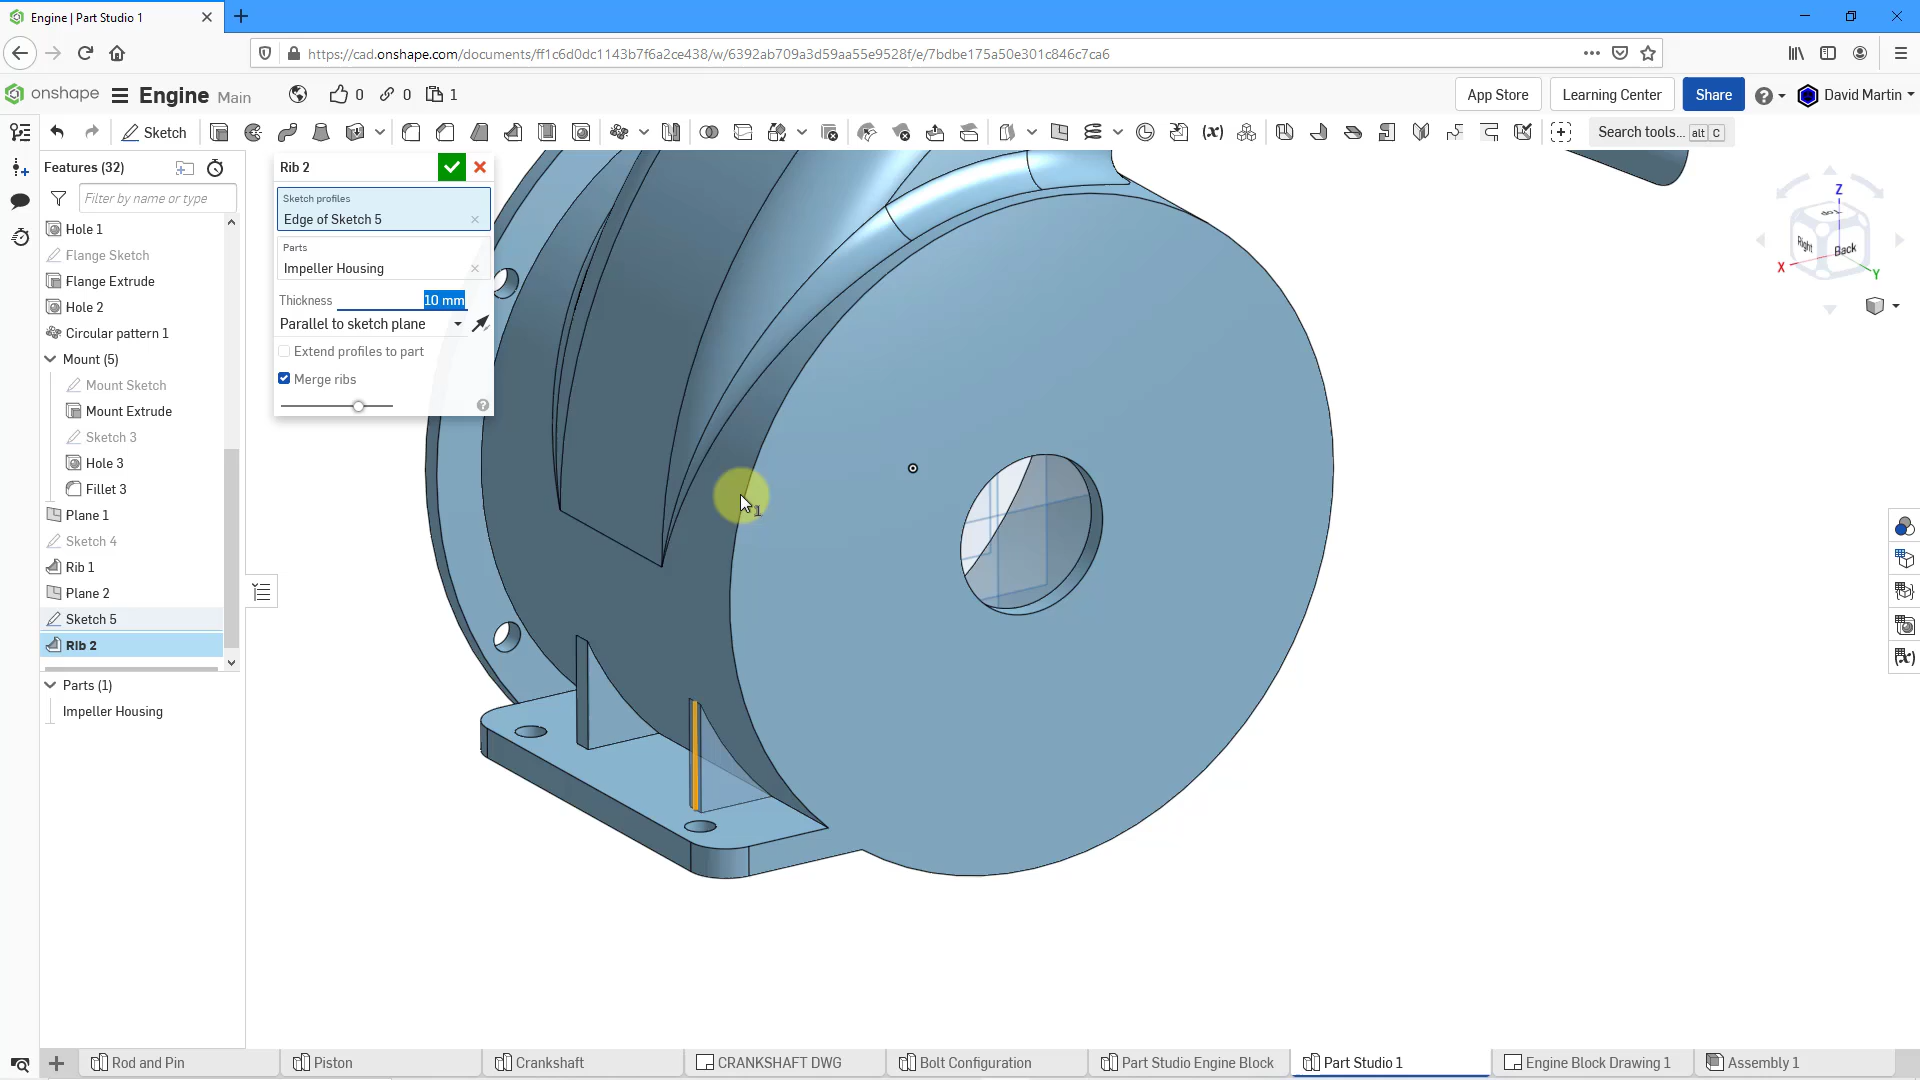 Engine | Part Studio 1
https://cad.onshape.com/documents/ff1c6d0dc1143b7f6a2ce438/w/6392ab709a3d59aa55e9528f/e/7bdbe175a50e301c846c7ca6
onshape
Engine Main
0
0
1
App Store
Learning Center
Share
David Martin
Sketch
Search tools... alt C
Features (32)
Filter by name or type
Hole 1
Flange Sketch
Flange Extrude
Hole 2
Circular pattern 1
Mount (5)
Mount Sketch
Mount Extrude
Sketch 3
Hole 3
Fillet 3
Plane 1
Sketch 4
Rib 1
Plane 2
Sketch 5
Rib 2
Parts (1)
Impeller Housing
Rib 2
Sketch profiles
Edge of Sketch 5
Parts
Impeller Housing
Thickness 10 mm
Parallel to sketch plane
Extend profiles to part
Merge ribs
1
Z
Top
Right
Back
X
Y
Rod and Pin
Piston
Crankshaft
CRANKSHAFT DWG
Bolt Configuration
Part Studio Engine Block
Part Studio 1
Engine Block Drawing 1
Assembly 1